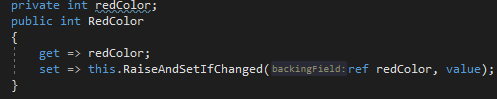 private int redColor;
public int RedColor
{
get => redColor;
set => this.RaiseAndSetIfChanged(backingField: ref redColor, value);
}